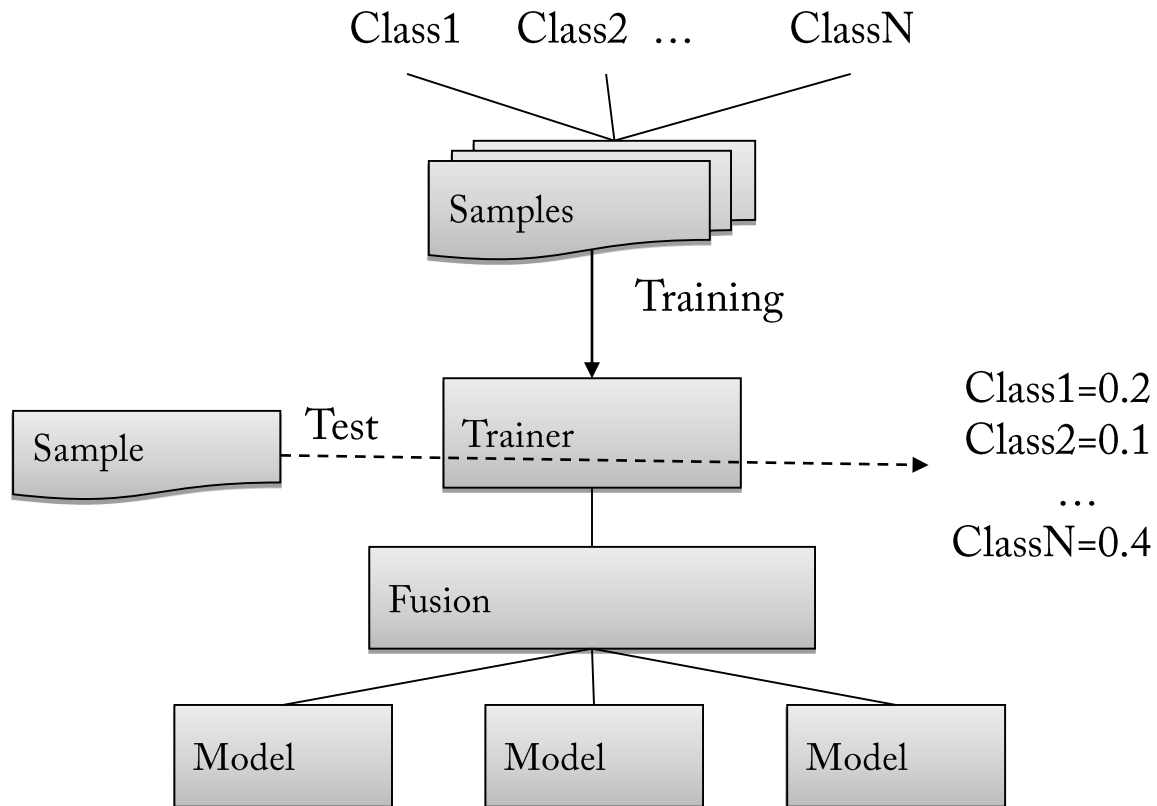 Class1 Class2 ... ClassN
Samples
Training
Class1=0.2
Test
Trainer
Class2=0.1
Sample
...
ClassN=0.4
Fusion
Model Model Model